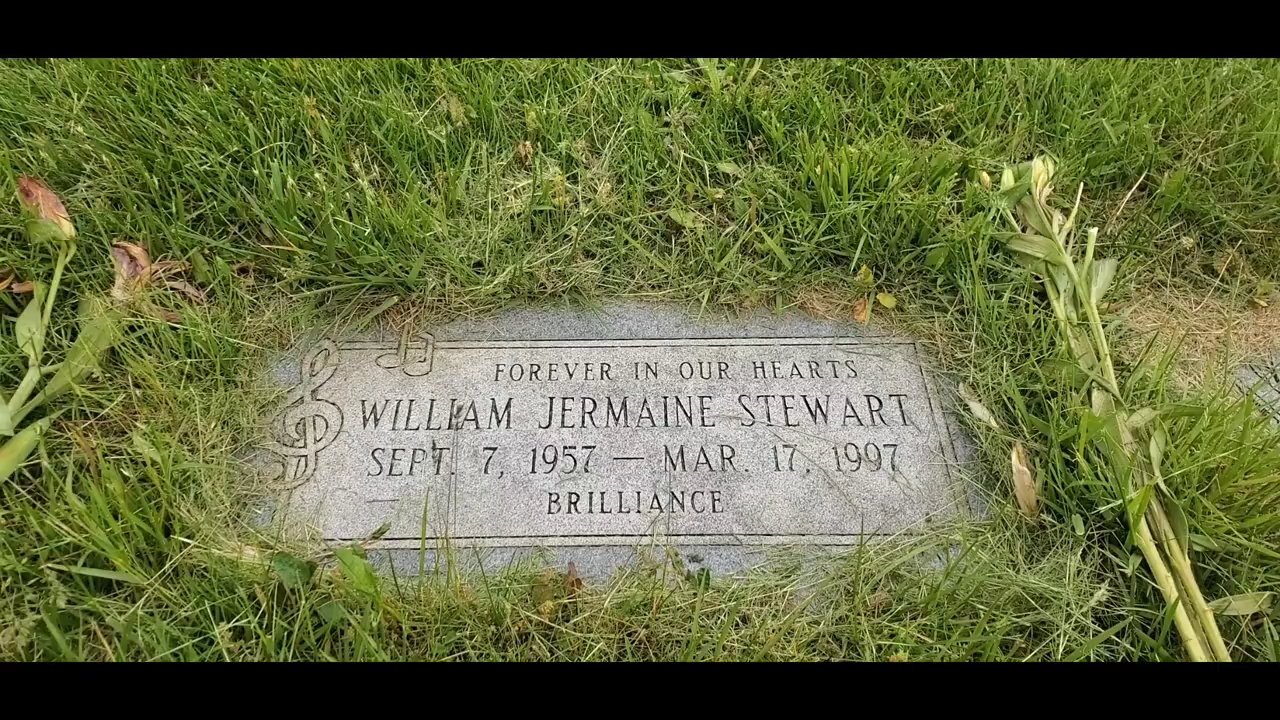 FOREVER IN OUR HEARTS
WILLIAM JERMAINE STEWART
SEPT. 7, 1957 — MAR. 17, 1997
BRILLIANCE